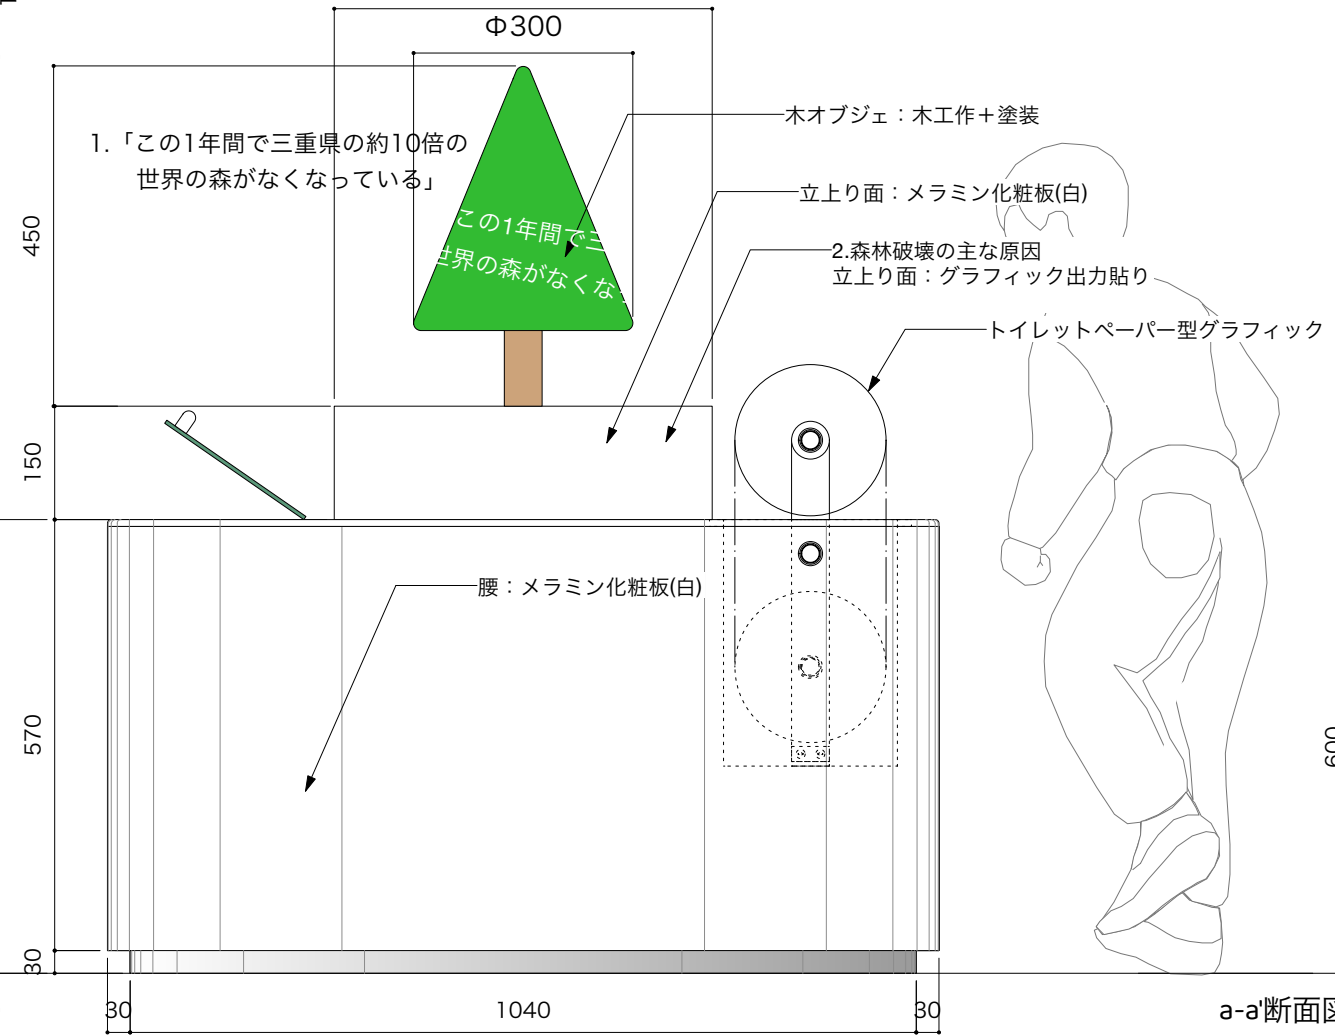 Φ300
木オブジェ：木工作＋塗装
1.「この1年間で三重県の約10倍の
世界の森がなくなっている」
立上り面：メラミン化粧板(白)
この1年間で三
世界の森がなくな
450
2.森林破壊の主な原因
立上り面：グラフィック出力貼り
トイレットペーパー型グラフィック
150
腰：メラミン化粧板(白)
570
600
30
30
1040
30
a-a'断面図